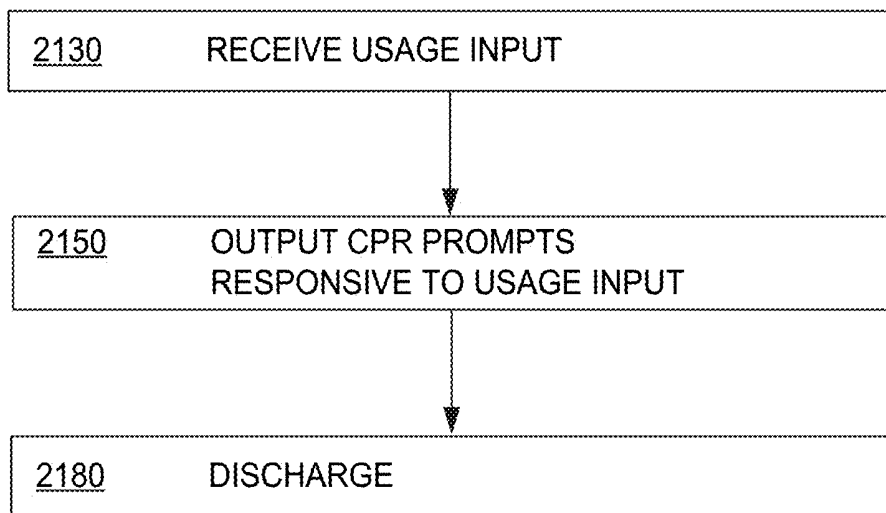 2130 RECEIVE USAGE INPUT
2150 OUTPUT CPR PROMPTS
RESPONSIVE TO USAGE INPUT
2180 DISCHARGE